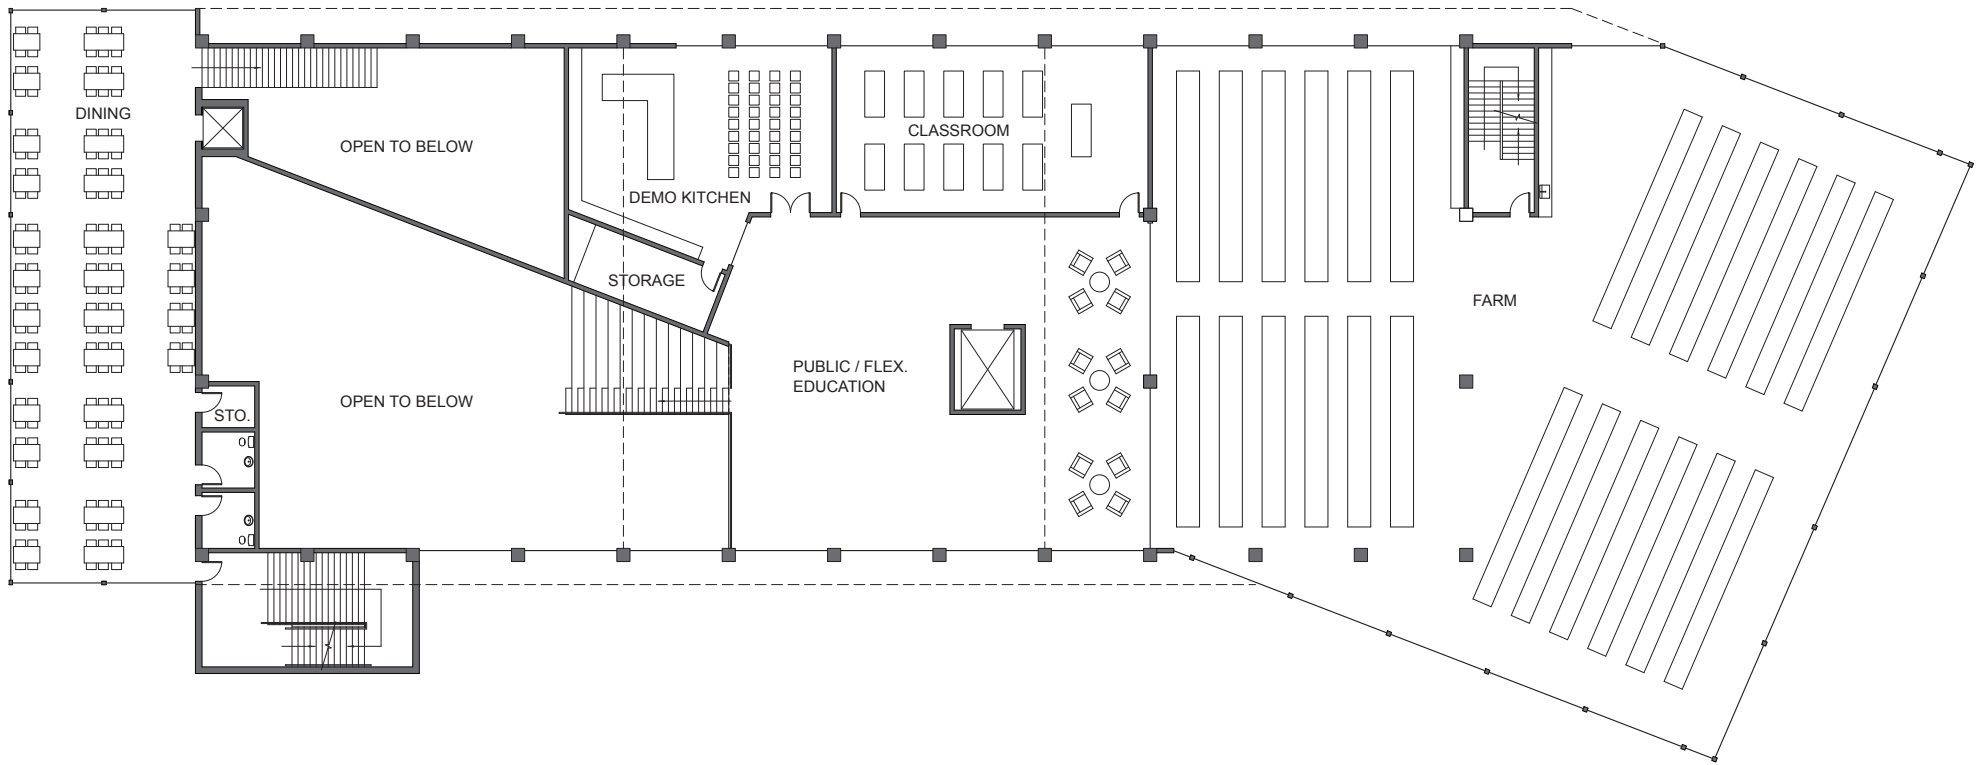 DINING
OPEN TO BELOW
CLASSROOM
DEMO KITCHEN
STORAGE
FARM
PUBLIC / FLEX.
EDUCATION
OPEN TO BELOW
STO.